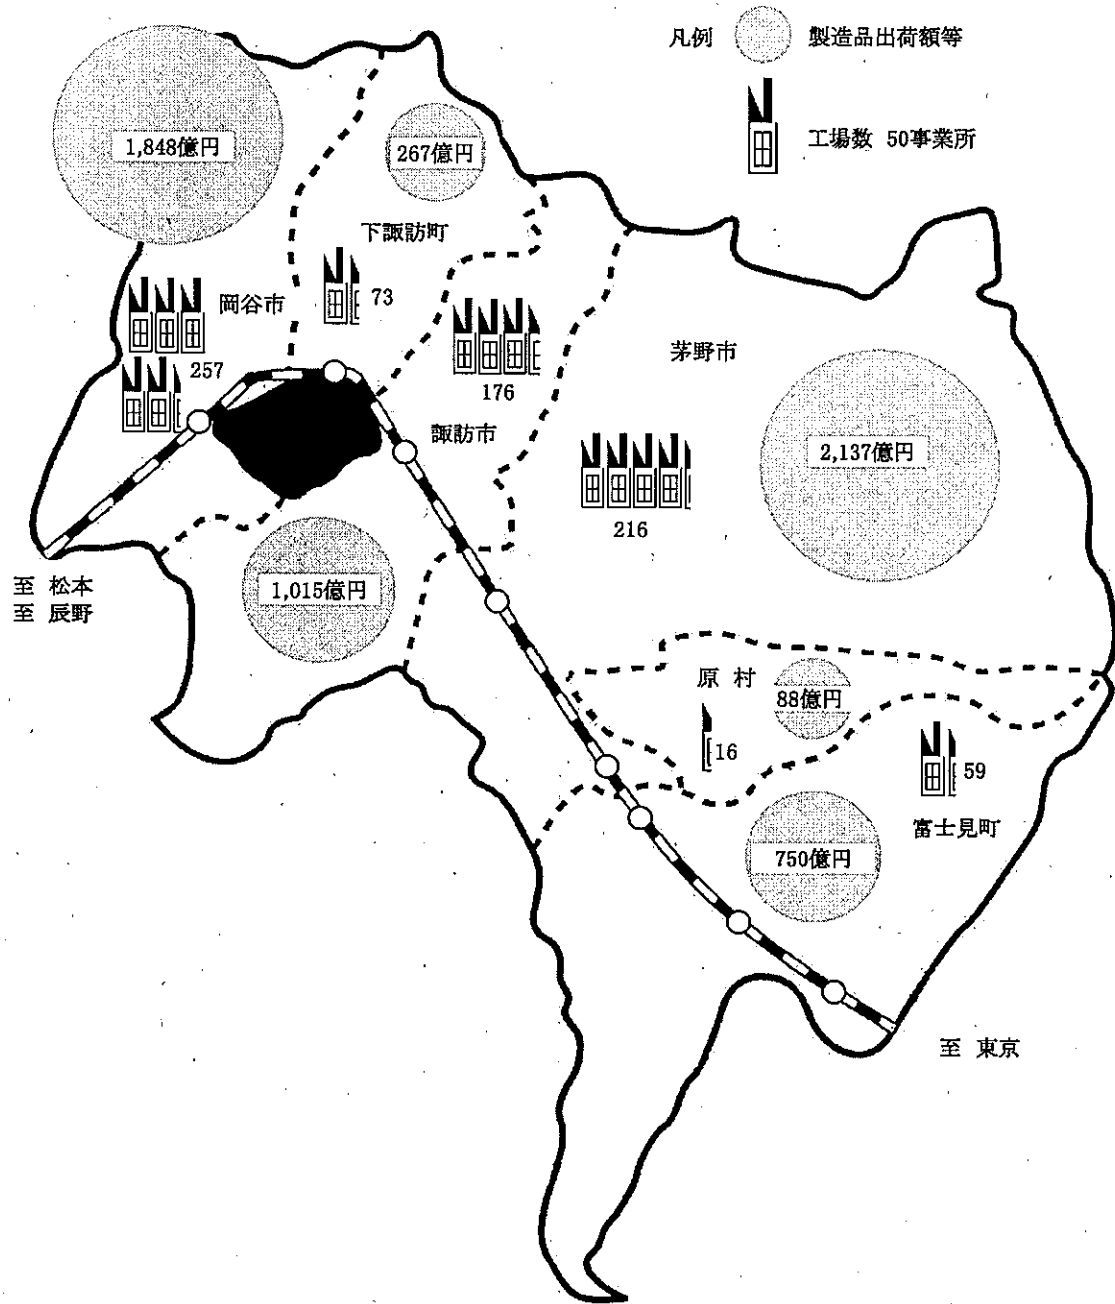 凡例 製造品出荷額等
工場数 50事業所
1,848億円
267億円
下諏訪町
73
岡谷市
257
176
諏訪市
茅野市
2,137億円
216
1,015億円
至 松本
至 辰野
原 村
88億円
16
59
富士見町
750億円
至 東京